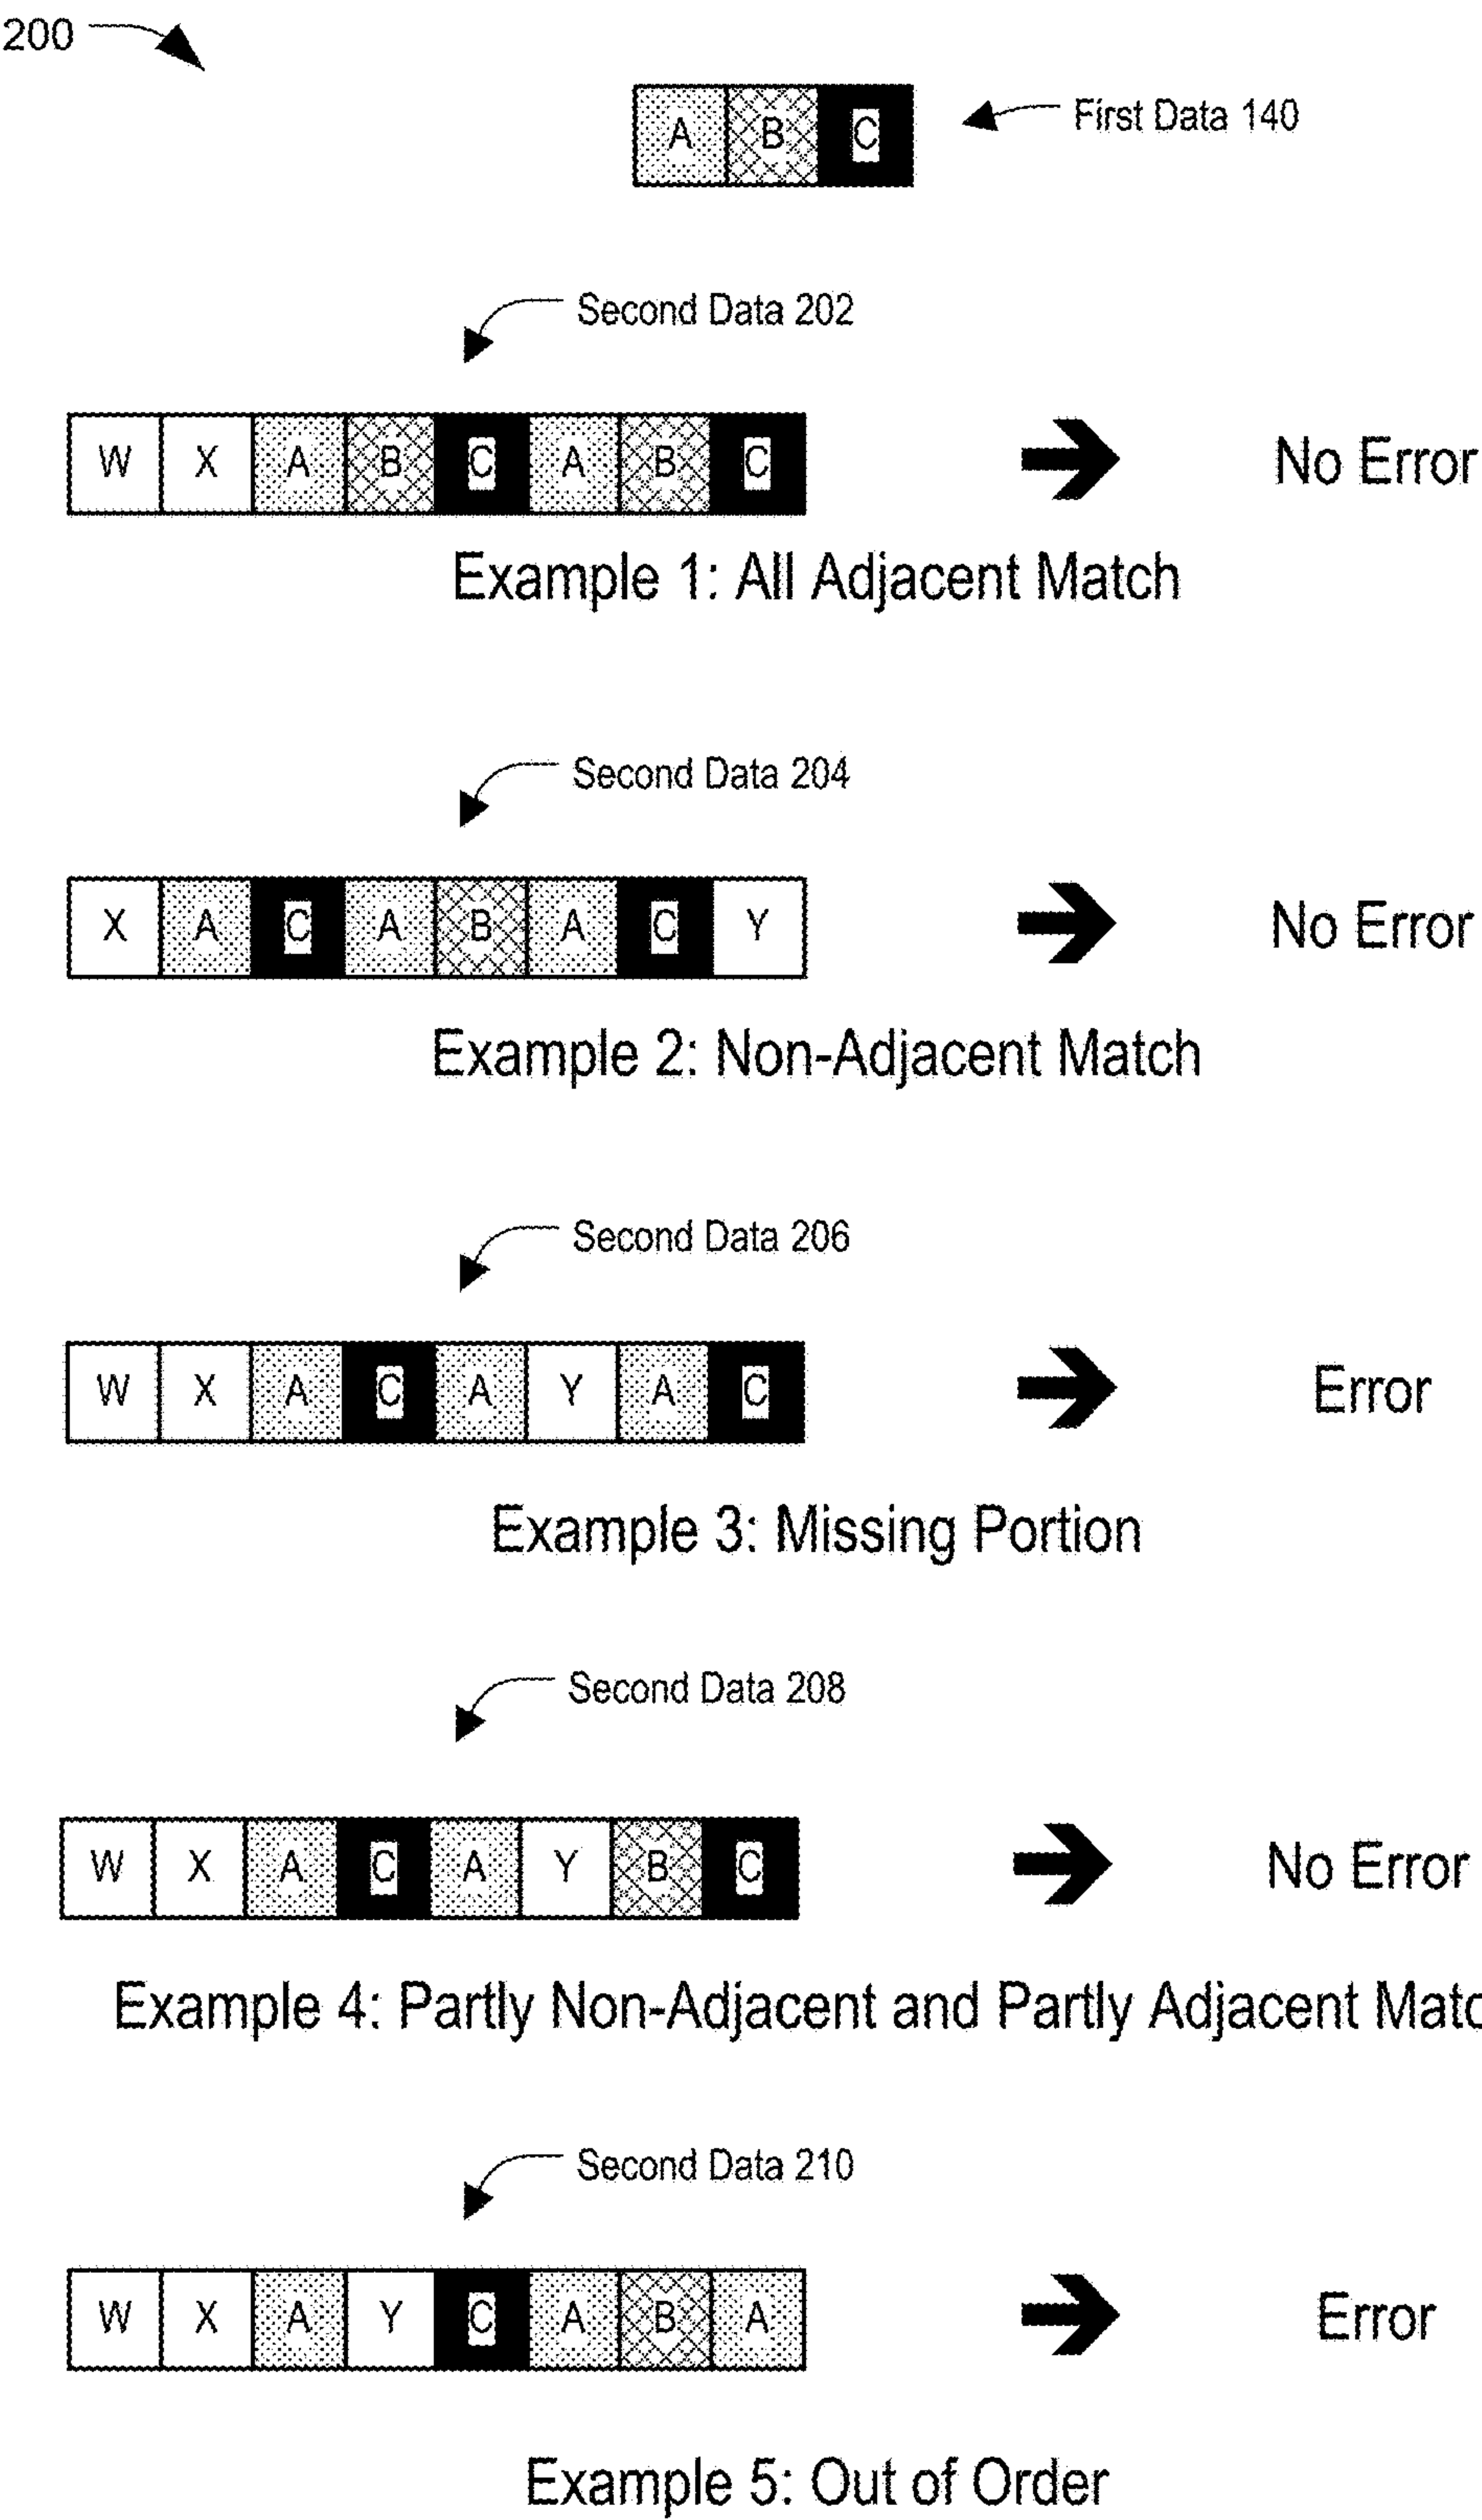 200
A B C
First Data 140
Second Data 202
W X A B C A B C
No Error
Example 1: All Adjacent Match
Second Data 204
X A C A B A C Y
No Error
Example 2: Non-Adjacent Match
Second Data 206
W X A C A Y A C
Error
Example 3: Missing Portion
Second Data 208
W X A C A Y B C
No Error
Example 4: Partly Non-Adjacent and Partly Adjacent Matc
Second Data 210
W X A Y C A B A
Error
Example 5: Out of Order